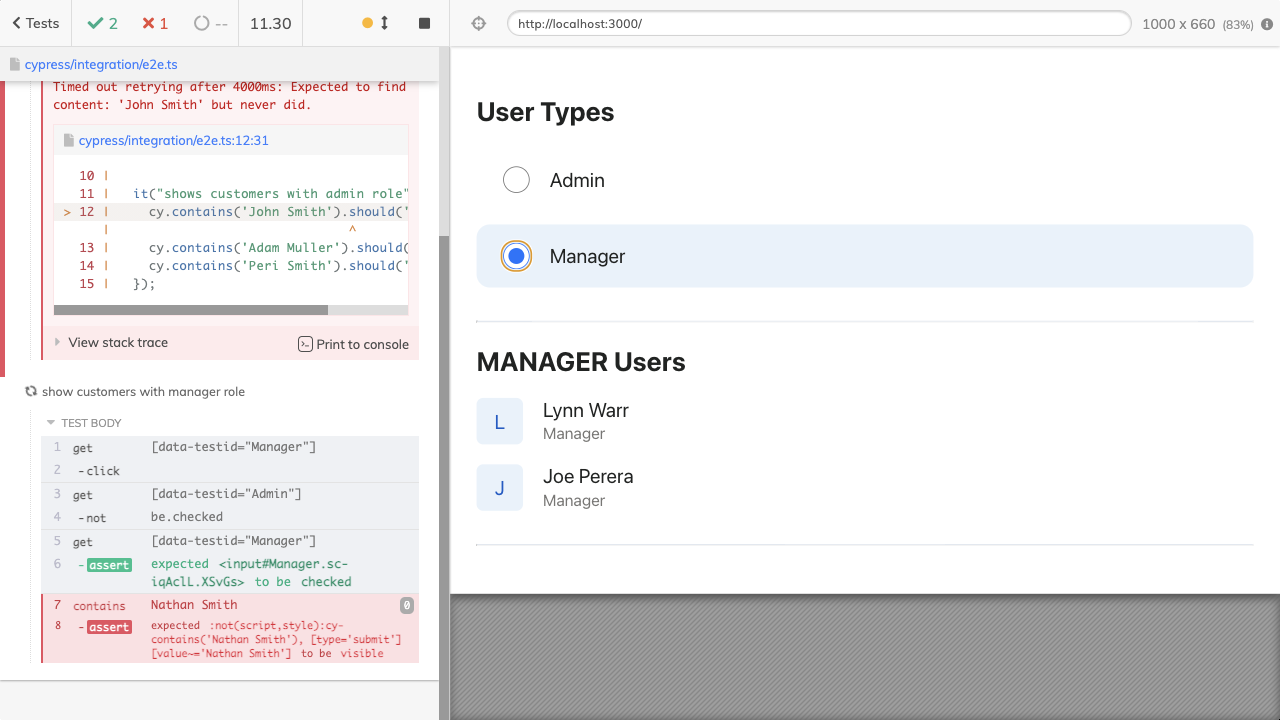 Tests
2
1
--
11.30
http://localhost:3000/
1000 x 660 (83%)
cypress/integration/e2e.ts
Timed out retrying after 4000ms: Expected to find
content: 'John Smith' but never did.
cypress/integration/e2e.ts:12:31
10 |
11 | it("shows customers with admin role"
> 12 | cy.contains('John Smith').should('
| ^
13 | cy.contains('Adam Muller').should(
14 | cy.contains('Peri Smith').should('
15 | });
View stack trace
Print to console
show customers with manager role
TEST BODY
1 get [data-testid="Manager"]
2 -click
3 get [data-testid="Admin"]
4 -not be.checked
5 get [data-testid="Manager"]
6 -assert expected <input#Manager.sc-
iqAclL.XSvGs> to be checked
7 contains Nathan Smith 0
8 -assert expected :not(script,style):cy-
contains('Nathan Smith'), [type='submit']
[value~='Nathan Smith'] to be visible
User Types
Admin
Manager
MANAGER Users
L
Lynn Warr
Manager
J
Joe Perera
Manager